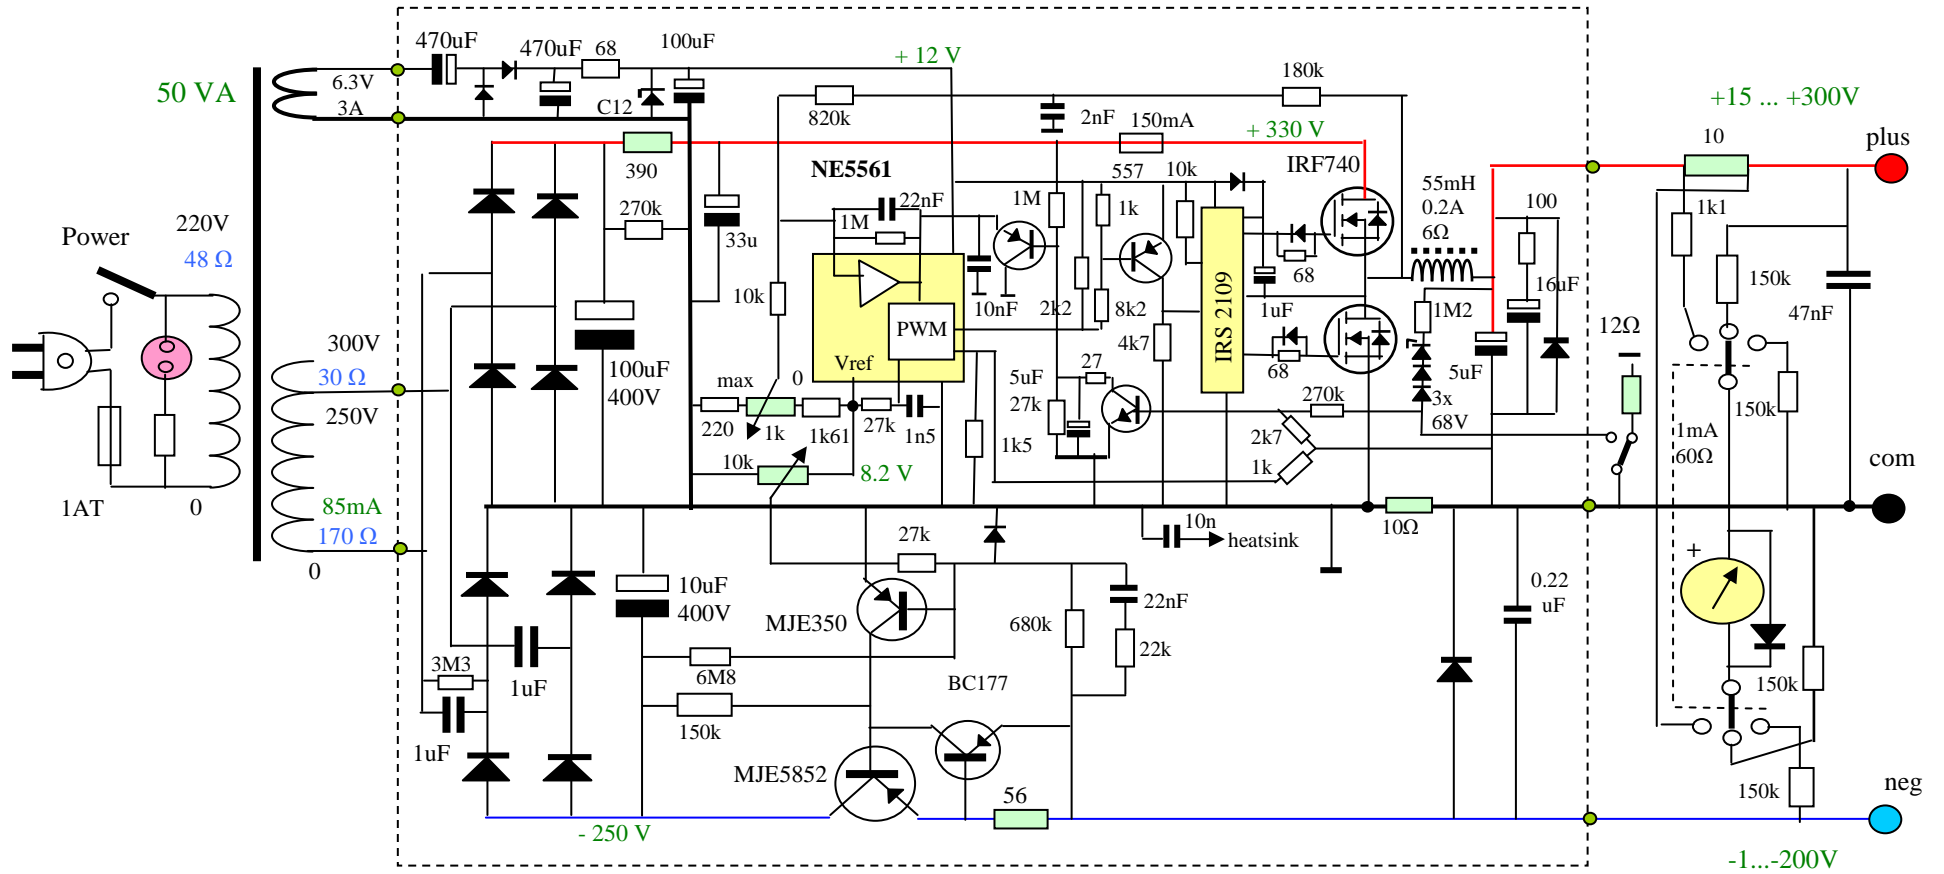 470uF
470uF
68
100uF
+ 12 V
180k
50 VA
6.3V
3A
C12
820k
2nF
150mA
+ 330 V
+15 ... +300V
10
plus
390
NE5561
557
10k
IRF740
55mH
0.2A
6Ω
100
220V
48 Ω
Power
270k
33u
22nF
1M
1M
1k
1k1
68
150k
10k
10nF
2k2
8k2
1uF
IRS 2109
16uF
1M2
47nF
12Ω
PWM
4k7
Vref
300V
30 Ω
250V
100uF
400V
max
0
5uF
27
27k
68
270k
3x
68V
5uF
150k
220
1k
1k61
27k
1n5
1k5
2k7
1k
1mA
60Ω
com
10k
8.2 V
85mA
170 Ω
0
1AT
0
10n
heatsink
10Ω
27k
+
10uF
400V
MJE350
680k
22nF
22k
0.22
uF
3M3
1uF
6M8
BC177
150k
150k
1uF
MJE5852
56
150k
neg
- 250 V
-1...-200V